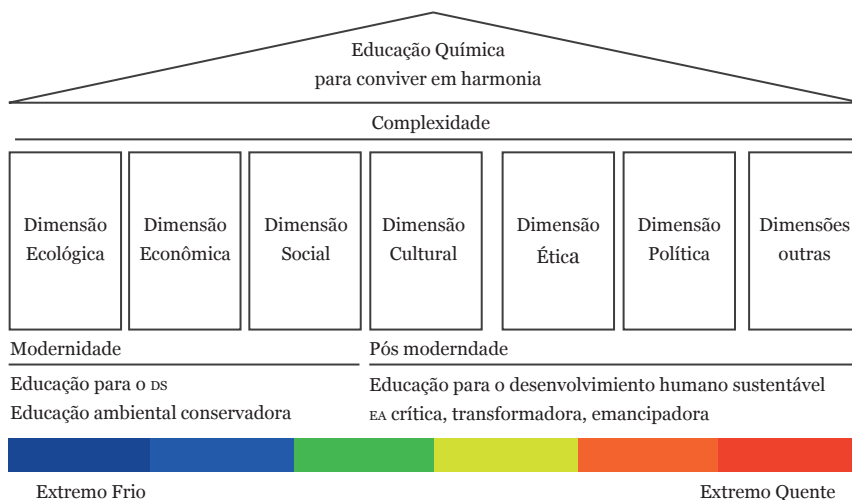 Educação Química
para conviver em harmonia
Complexidade
Dimensão
Ecológica
Dimensão
Econômica
Dimensão
Social
Dimensão
Cultural
Dimensão
Ética
Dimensão
Política
Dimensões
outras
Modernidade
Educação para o DS
Educação ambiental conservadora
Pós moderndade
Educação para o desenvolvimiento humano sustentável
EA crítica, transformadora, emancipadora
Extremo Frio
Extremo Quente